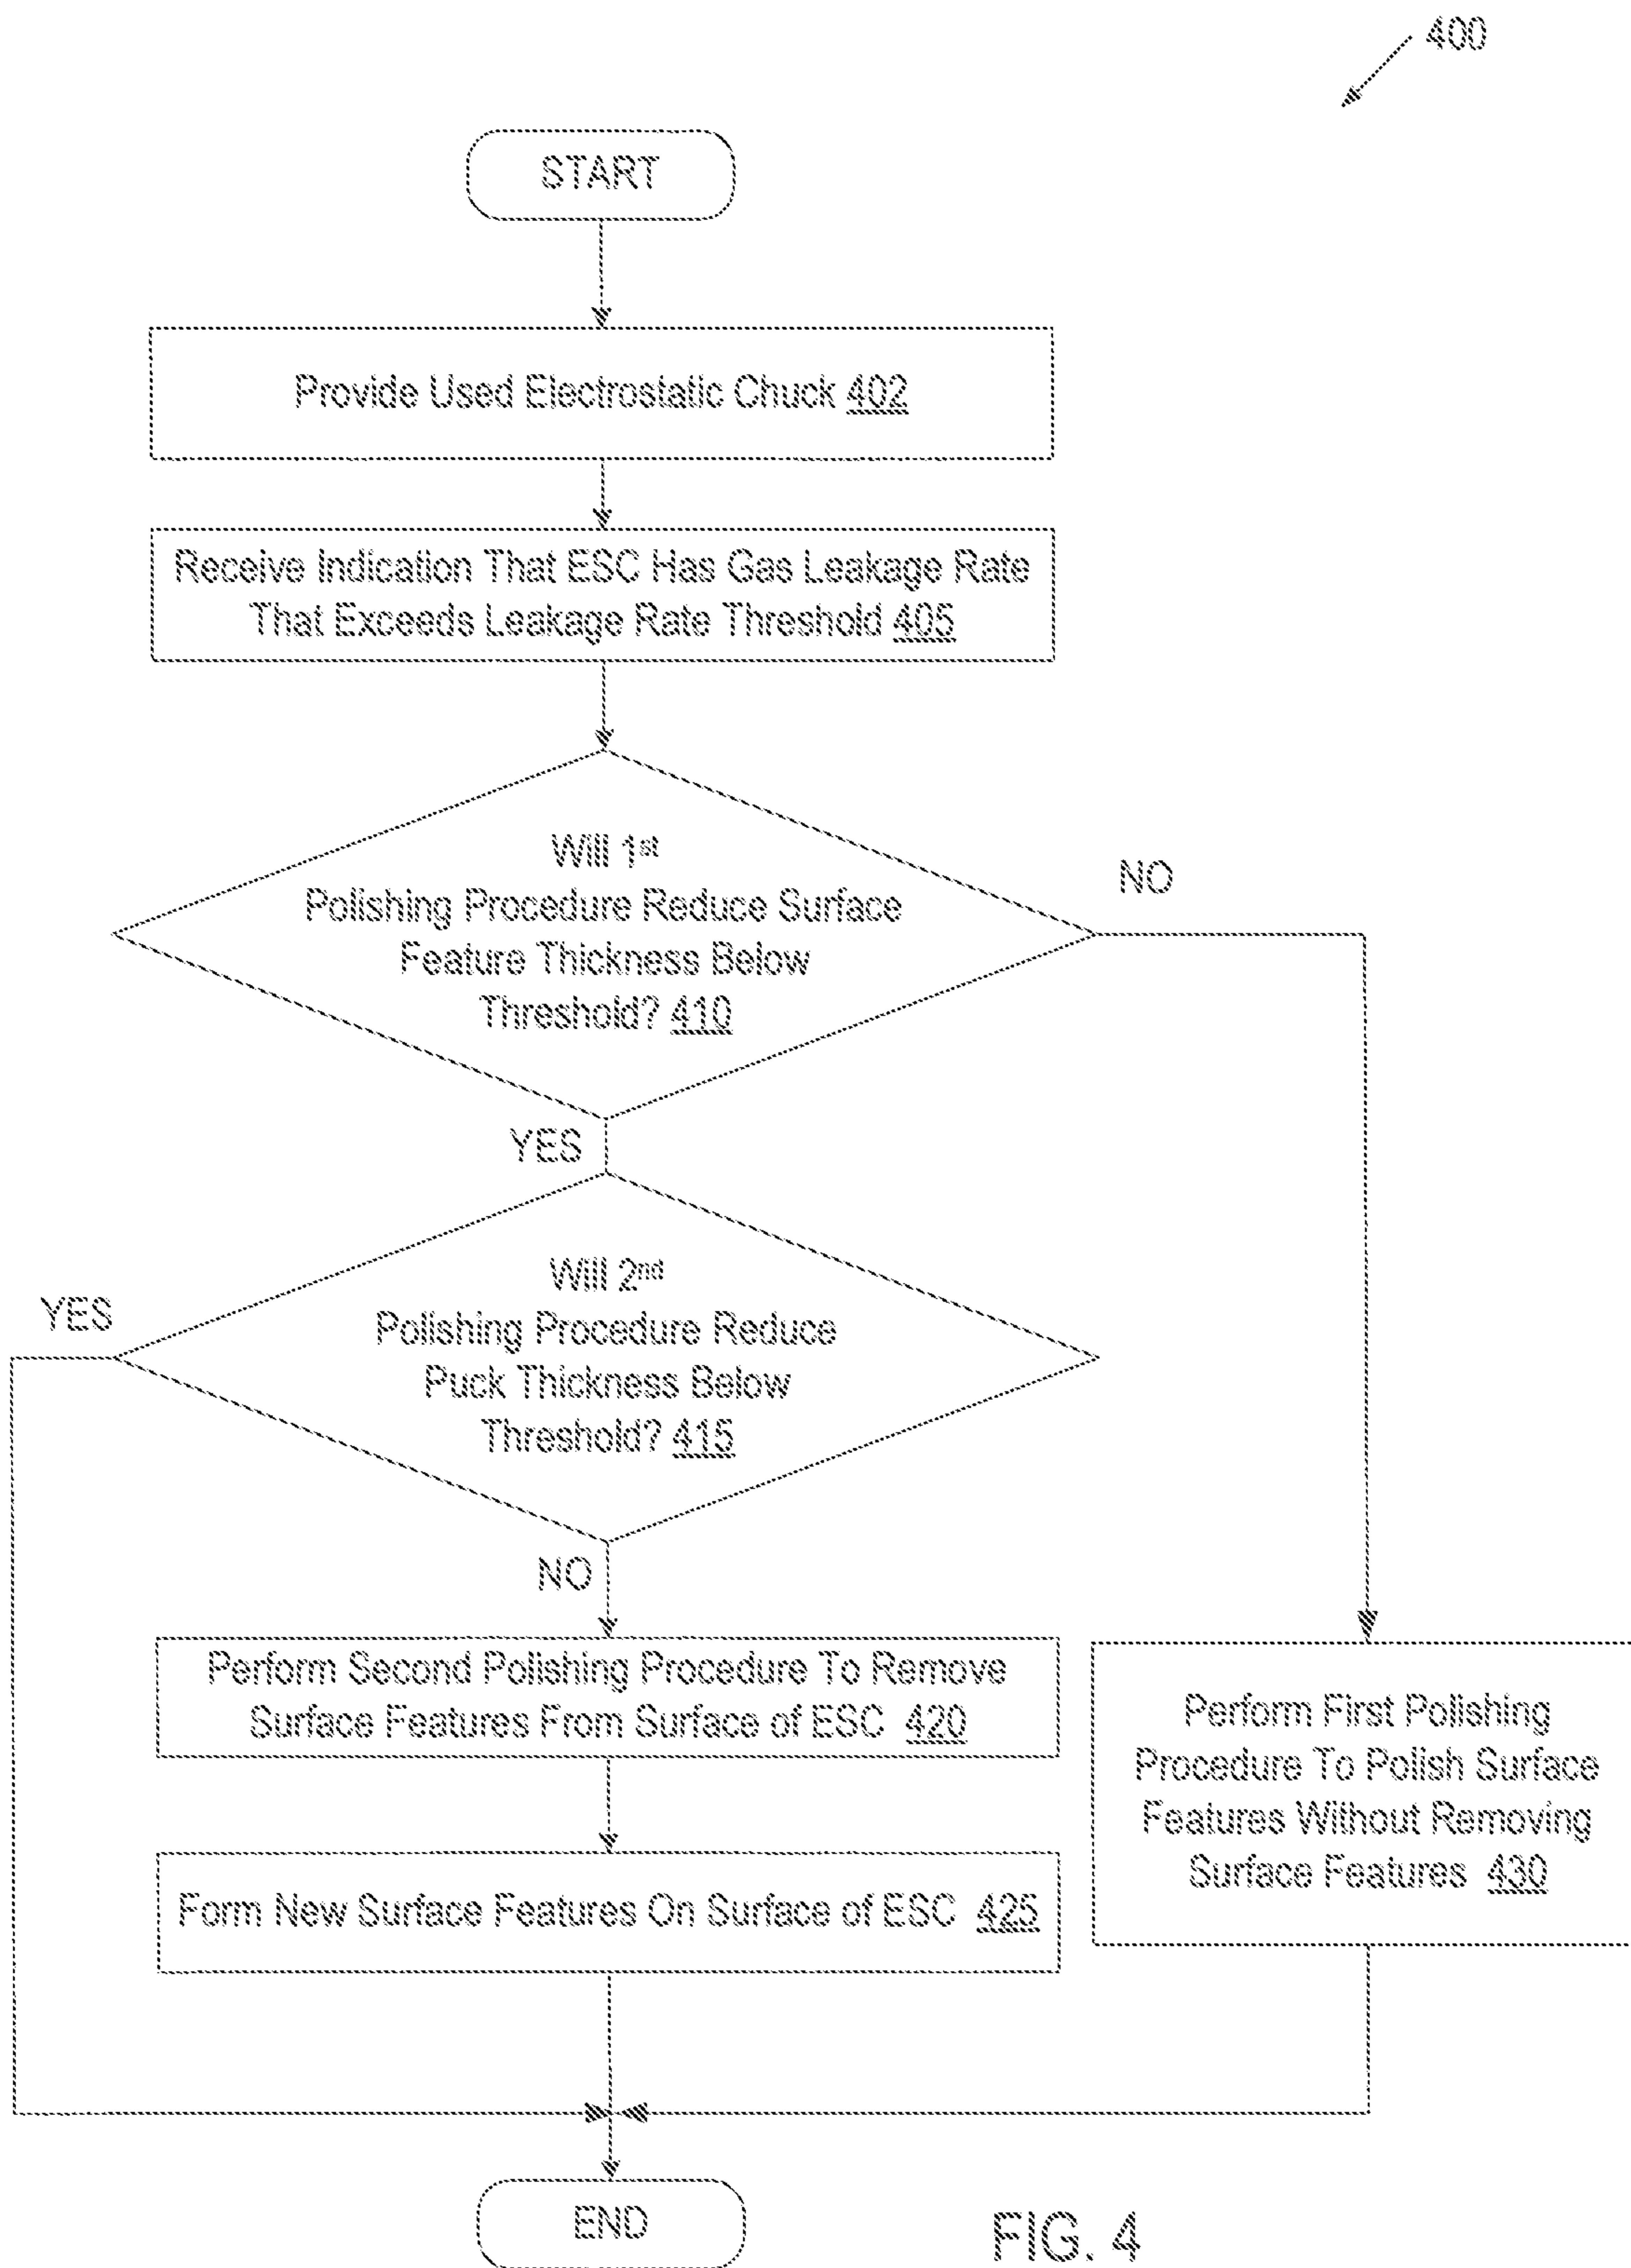 400
START
Provide Used Electrostatic Chuck 402
Receive Indication That ESC Has Gas Leakage Rate
That Exceeds Leakage Rate Threshold 405
Will 1st
Polishing Procedure Reduce Surface
Feature Thickness Below
Threshold? 410
NO
YES
Will 2nd
Polishing Procedure Reduce
Puck Thickness Below
Threshold? 415
YES
NO
Perform Second Polishing Procedure To Remove
Surface Features From Surface of ESC 420
Form New Surface Features On Surface of ESC 425
Perform First Polishing
Procedure To Polish Surface
Features Without Removing
Surface Features 430
END
FIG. 4